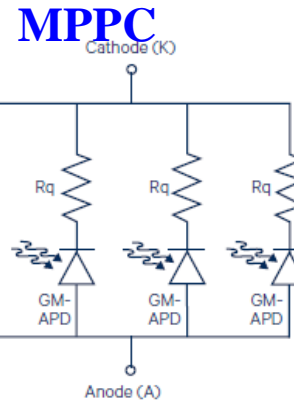 MPPC
Cathode (K)
Rq Rq Rq
GM- GM- GM-
APD APD APD
Anode (A)